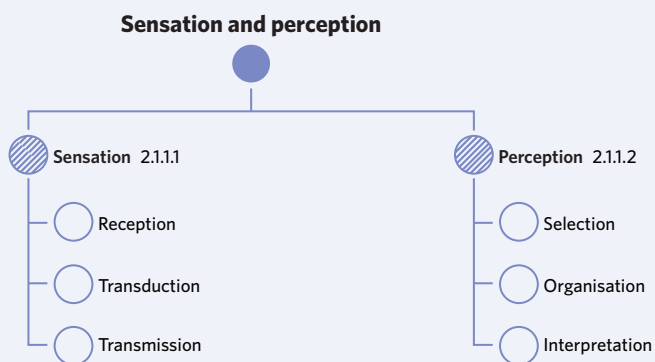 Sensation and perception
Sensation 2.1.1.1
Reception
Transduction
Transmission
Perception 2.1.1.2
Selection
Organisation
Interpretation